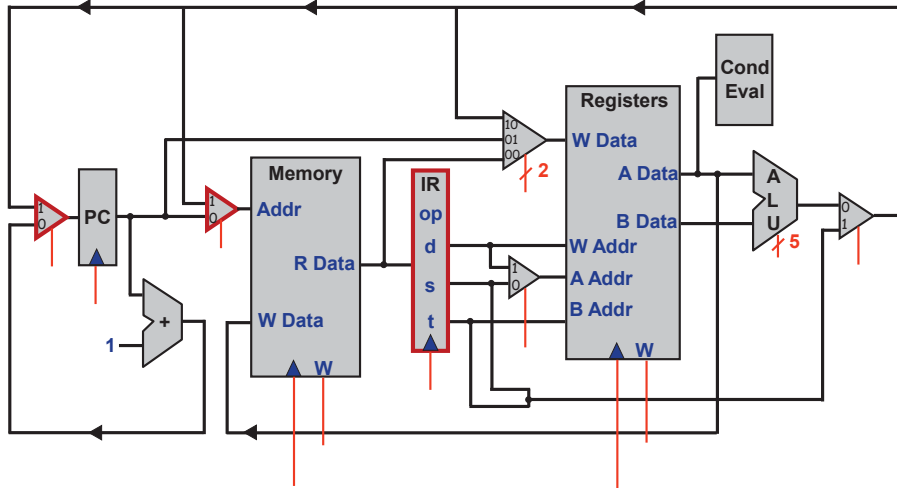 Cond
Eval
Registers
10
01
00
W Data
2
Memory
IR
A Data
A
L
U
1
0
PC
1
0
Addr
op
B Data
0
1
5
R Data
d
W Addr
1
0
s
A Addr
W Data
t
B Addr
+
1
W
W